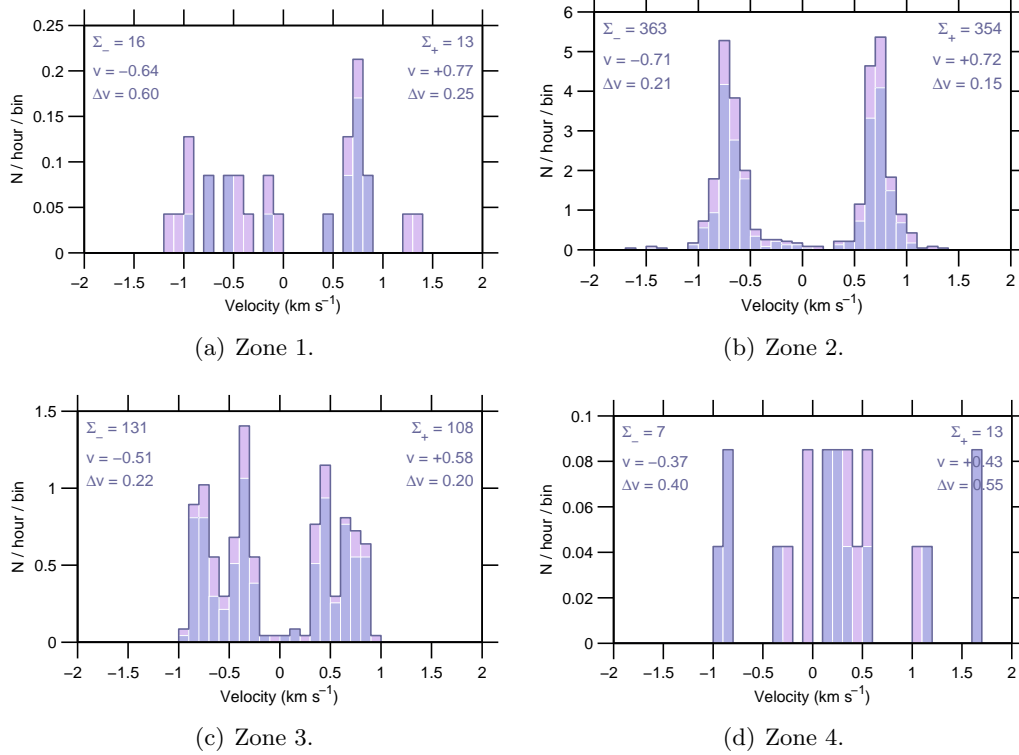 0.25
0.2
0.15
0.1
0.05
0
N / hour / bin
Σ₋ = 16
v = −0.64
Δv = 0.60
Σ₊ = 13
v = +0.77
Δv = 0.25
−2 −1.5 −1 −0.5 0 0.5 1 1.5 2
Velocity (km s⁻¹)
(a) Zone 1.
6
5
4
3
2
1
0
N / hour / bin
Σ₋ = 363
v = −0.71
Δv = 0.21
Σ₊ = 354
v = +0.72
Δv = 0.15
−2 −1.5 −1 −0.5 0 0.5 1 1.5 2
Velocity (km s⁻¹)
(b) Zone 2.
1.5
1
0.5
0
N / hour / bin
Σ₋ = 131
v = −0.51
Δv = 0.22
Σ₊ = 108
v = +0.58
Δv = 0.20
−2 −1.5 −1 −0.5 0 0.5 1 1.5 2
Velocity (km s⁻¹)
(c) Zone 3.
0.1
0.08
0.06
0.04
0.02
0
N / hour / bin
Σ₋ = 7
v = −0.37
Δv = 0.40
Σ₊ = 13
v = +0.43
Δv = 0.55
−2 −1.5 −1 −0.5 0 0.5 1 1.5 2
Velocity (km s⁻¹)
(d) Zone 4.